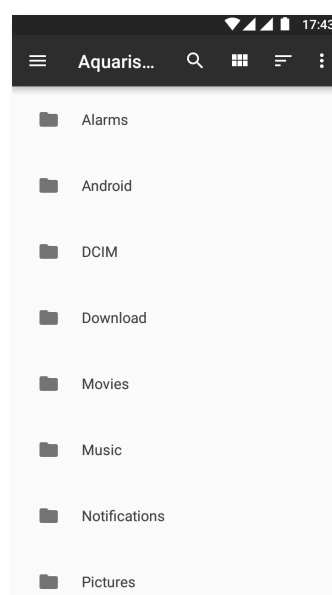 17:43
Aquaris...
Alarms
Android
DCIM
Download
Movies
Music
Notifications
Pictures